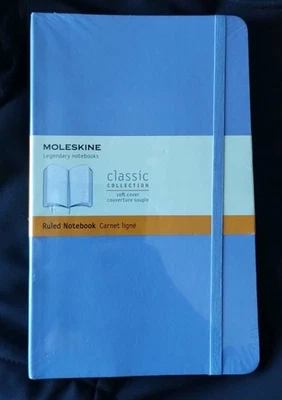 MOLESKINE
Legendary notebooks
classic
COLLECTION
soft cover
couverture souple
Ruled Notebook Carnet ligné